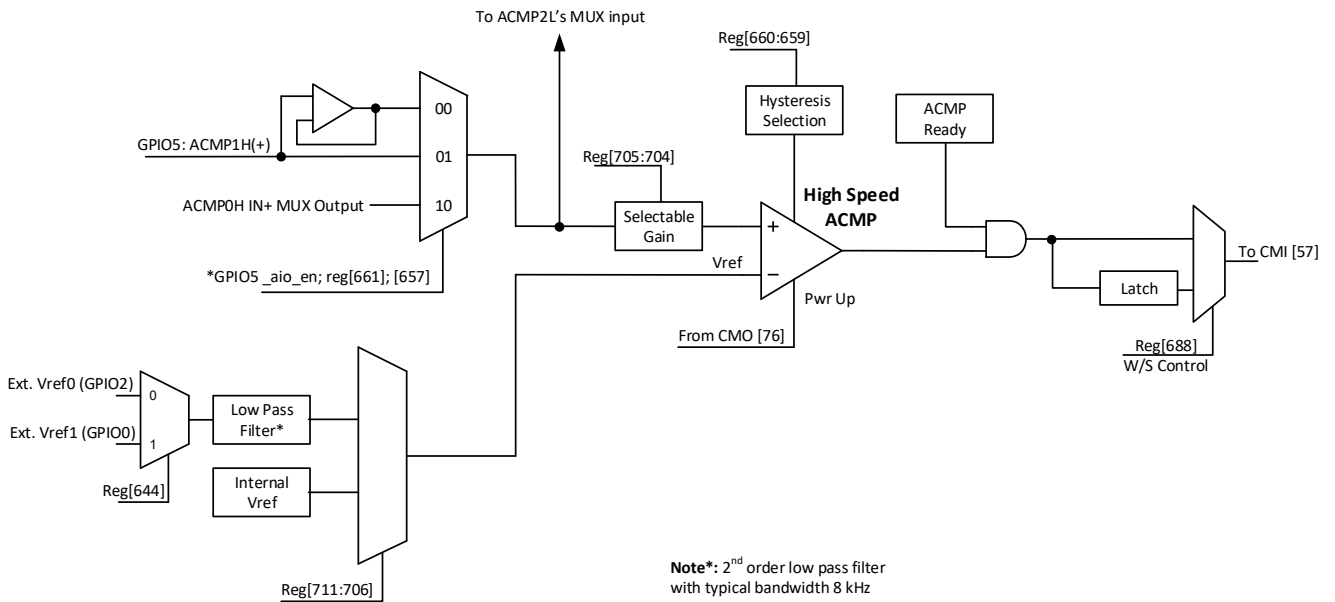 To ACMP2L's MUX input
Reg[660:659]
Hysteresis
Selection
ACMP
Ready
00
GPIO5: ACMP1H(+)
01
Reg[705:704]
High Speed
ACMP
ACMP0H IN+ MUX Output
10
Selectable
Gain
+
Vref
−
To CMI [57]
*GPIO5 _aio_en; reg[661]; [657]
Latch
Pwr Up
From CMO [76]
Reg[688]
W/S Control
Ext. Vref0 (GPIO2)
0
Low Pass
Filter*
Ext. Vref1 (GPIO0)
1
Reg[644]
Internal
Vref
Reg[711:706]
Note*: 2nd order low pass filter
with typical bandwidth 8 kHz